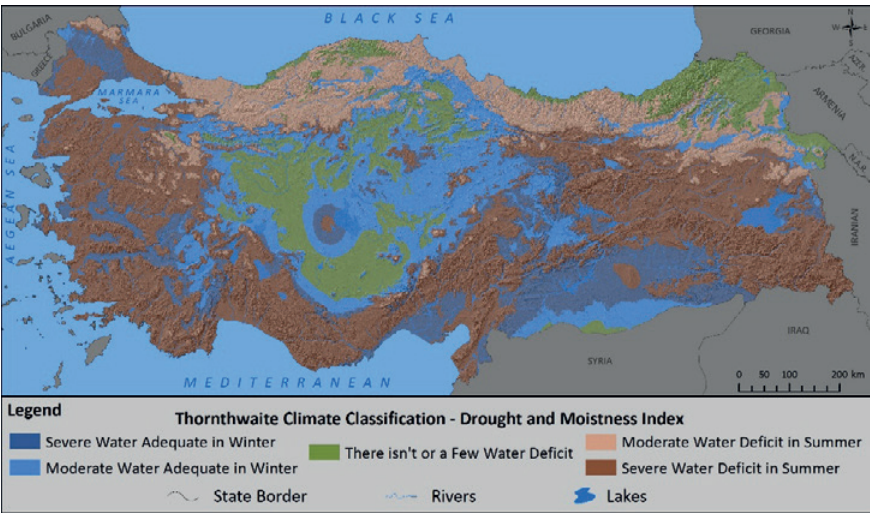 BLACK SEA
BULGARIA
GEORGIA
W E
S
GREECE
AZER.
MARMARA
SEA
ARMENIA
NAR.
AEGEAN SEA
IRANIAN
IRAQ
SYRIA
MEDITERRANEAN
0 50 100 200 km
Legend
Thornthwaite Climate Classification - Drought and Moistness Index
Severe Water Adequate in Winter
There isn't or a Few Water Deficit
Moderate Water Deficit in Summer
Moderate Water Adequate in Winter
Severe Water Deficit in Summer
State Border
Rivers
Lakes